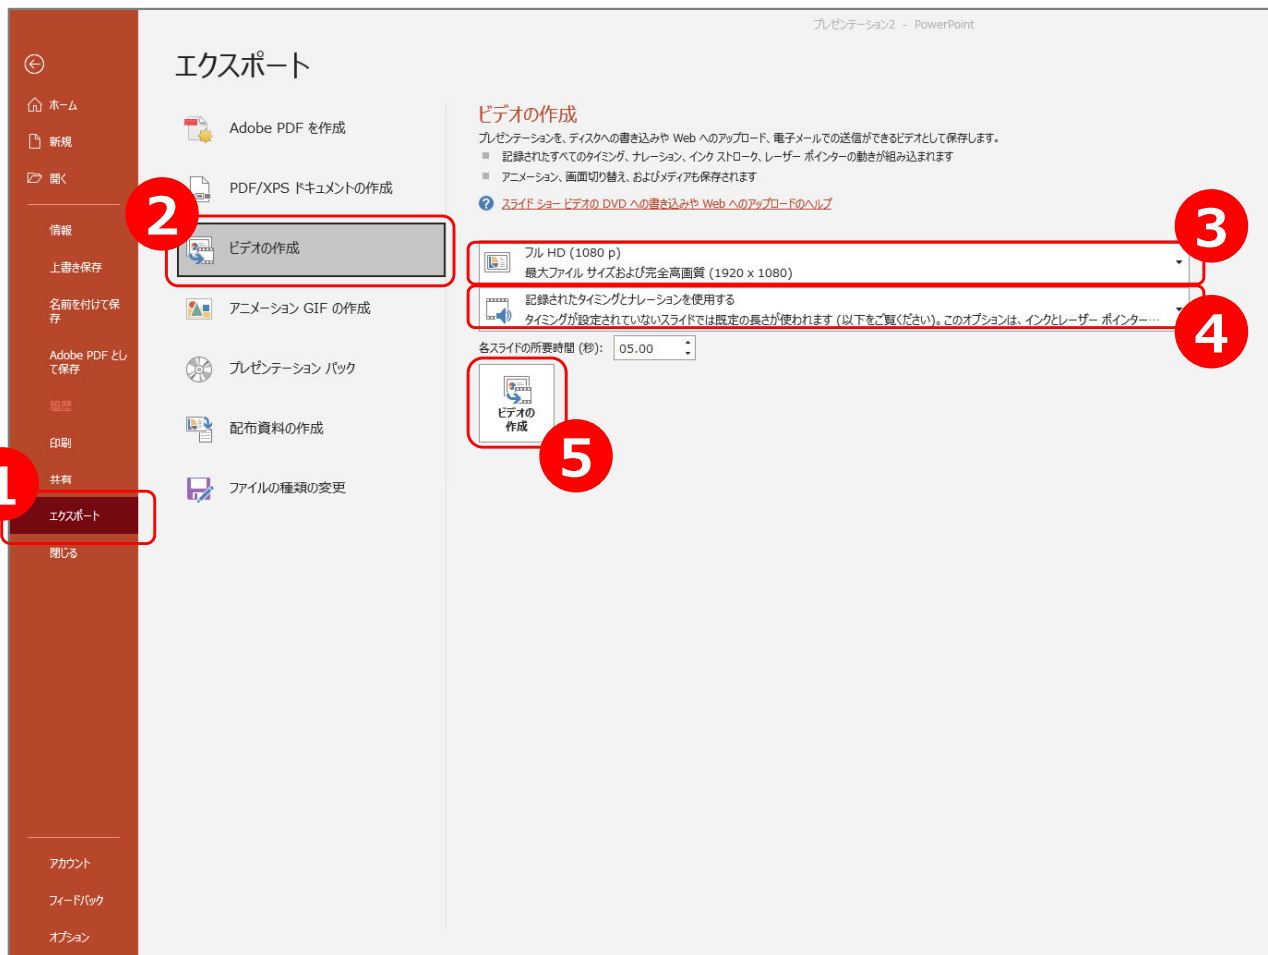 プレゼンテーション2 - PowerPoint
エクスポート
ホーム
新規
開く
情報
上書き保存
名前を付けて保
存
Adobe PDF とし
て保存
履歴
印刷
共有
1
エクスポート
閉じる
アカウント
フィードバック
オプション
Adobe PDF を作成
PDF/XPS ドキュメントの作成
2
ビデオの作成
アニメーション GIF の作成
プレゼンテーション パック
配布資料の作成
ファイルの種類の変更
ビデオの作成
プレゼンテーションを、ディスクへの書き込みや Web へのアップロード、電子メールでの送信ができるビデオとして保存します。
記録されたすべてのタイミング、ナレーション、インク ストローク、レーザー ポインターの動きが組み込まれます
アニメーション、画面切り替え、およびメディアも保存されます
? スライド ショー ビデオの DVD への書き込みや Web へのアップロードのヘルプ
3
フル HD (1080 p)
最大ファイル サイズおよび完全高画質 (1920 x 1080)
4
記録されたタイミングとナレーションを使用する
タイミングが設定されていないスライドでは既定の長さが使われます (以下をご覧ください)。このオプションは、インクとレーザー ポインター…
各スライドの所要時間 (秒): 05.00
ビデオの
作成
5